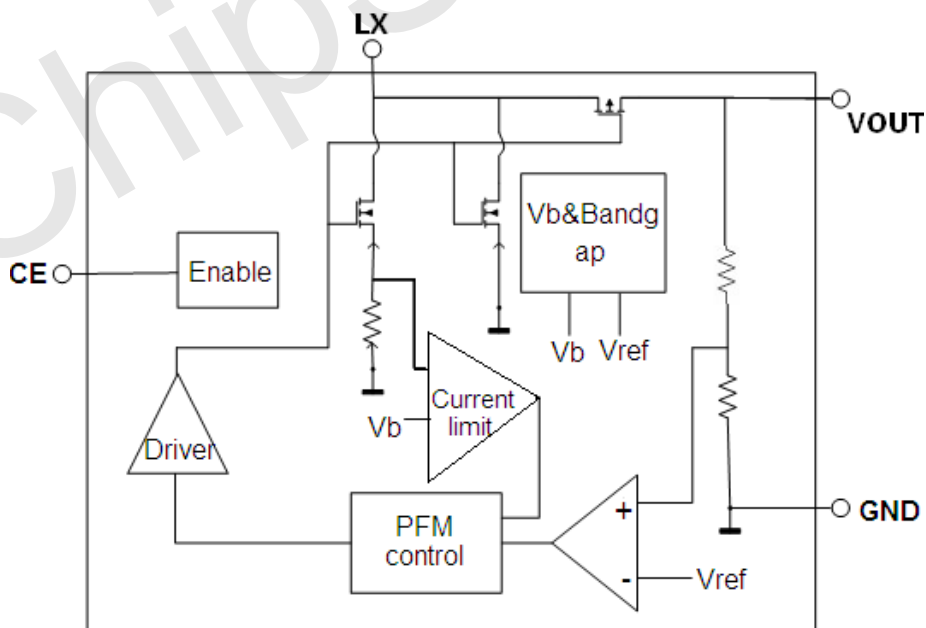 LX
VOUT
Vb&Bandg
ap
CE
Enable
Vb
Vref
Current
limit
Vb
Driver
PFM
control
+
-
Vref
GND